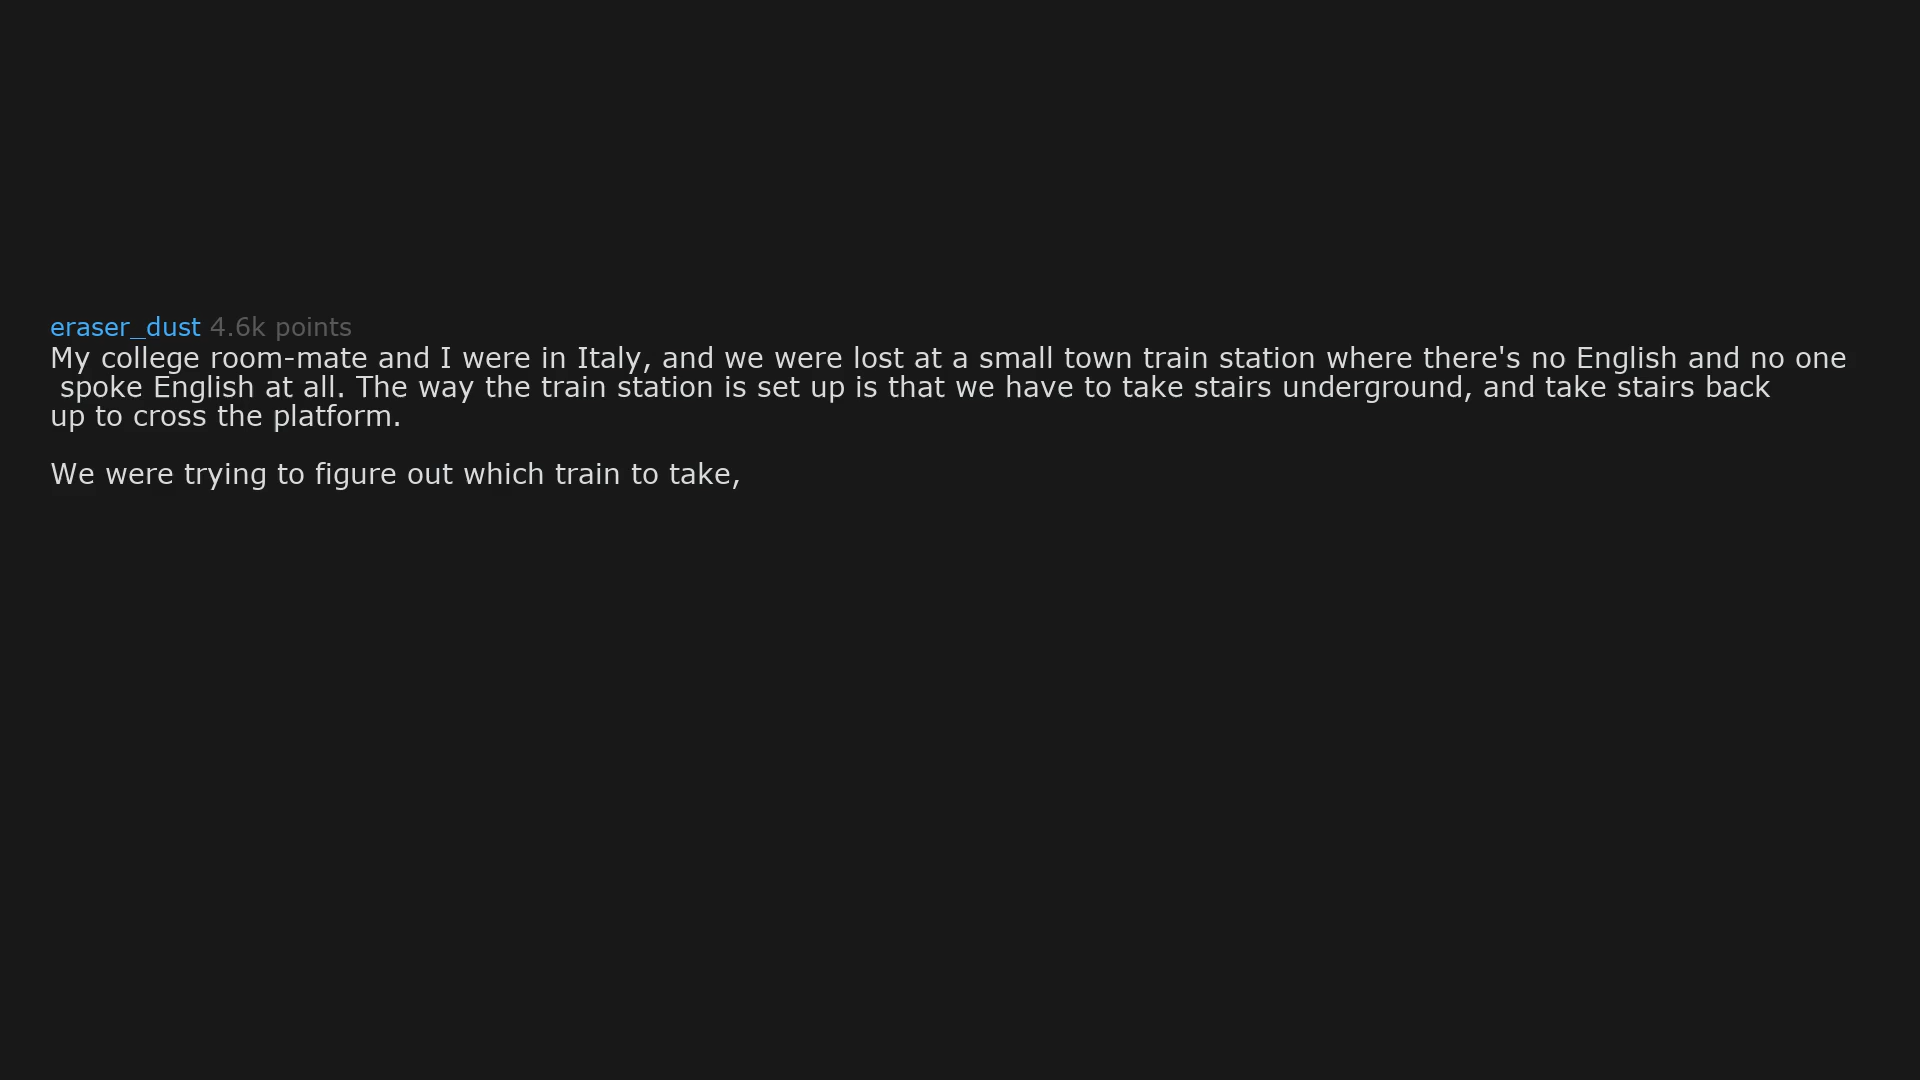 eraser_dust 4.6k points
My college room-mate and I were in Italy, and we were lost at a small town train station where there's no English and no one
spoke English at all. The way the train station is set up is that we have to take stairs underground, and take stairs back
up to cross the platform.
We were trying to figure out which train to take,